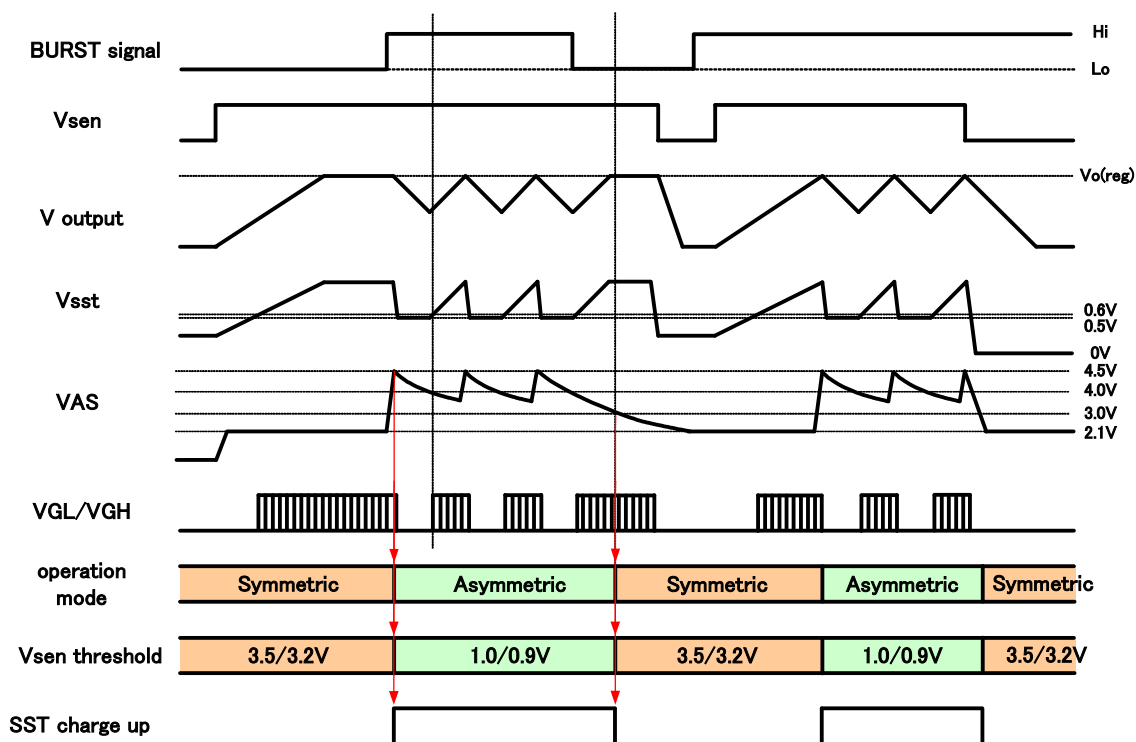 BURST signal
Hi
Lo
Vsen
V output
Vo(reg)
Vsst
0.6V
0.5V
0V
VAS
4.5V
4.0V
3.0V
2.1V
VGL/VGH
operation
mode
Symmetric
Asymmetric
Symmetric
Asymmetric
Symmetric
Vsen threshold
3.5/3.2V
1.0/0.9V
3.5/3.2V
1.0/0.9V
3.5/3.2V
SST charge up